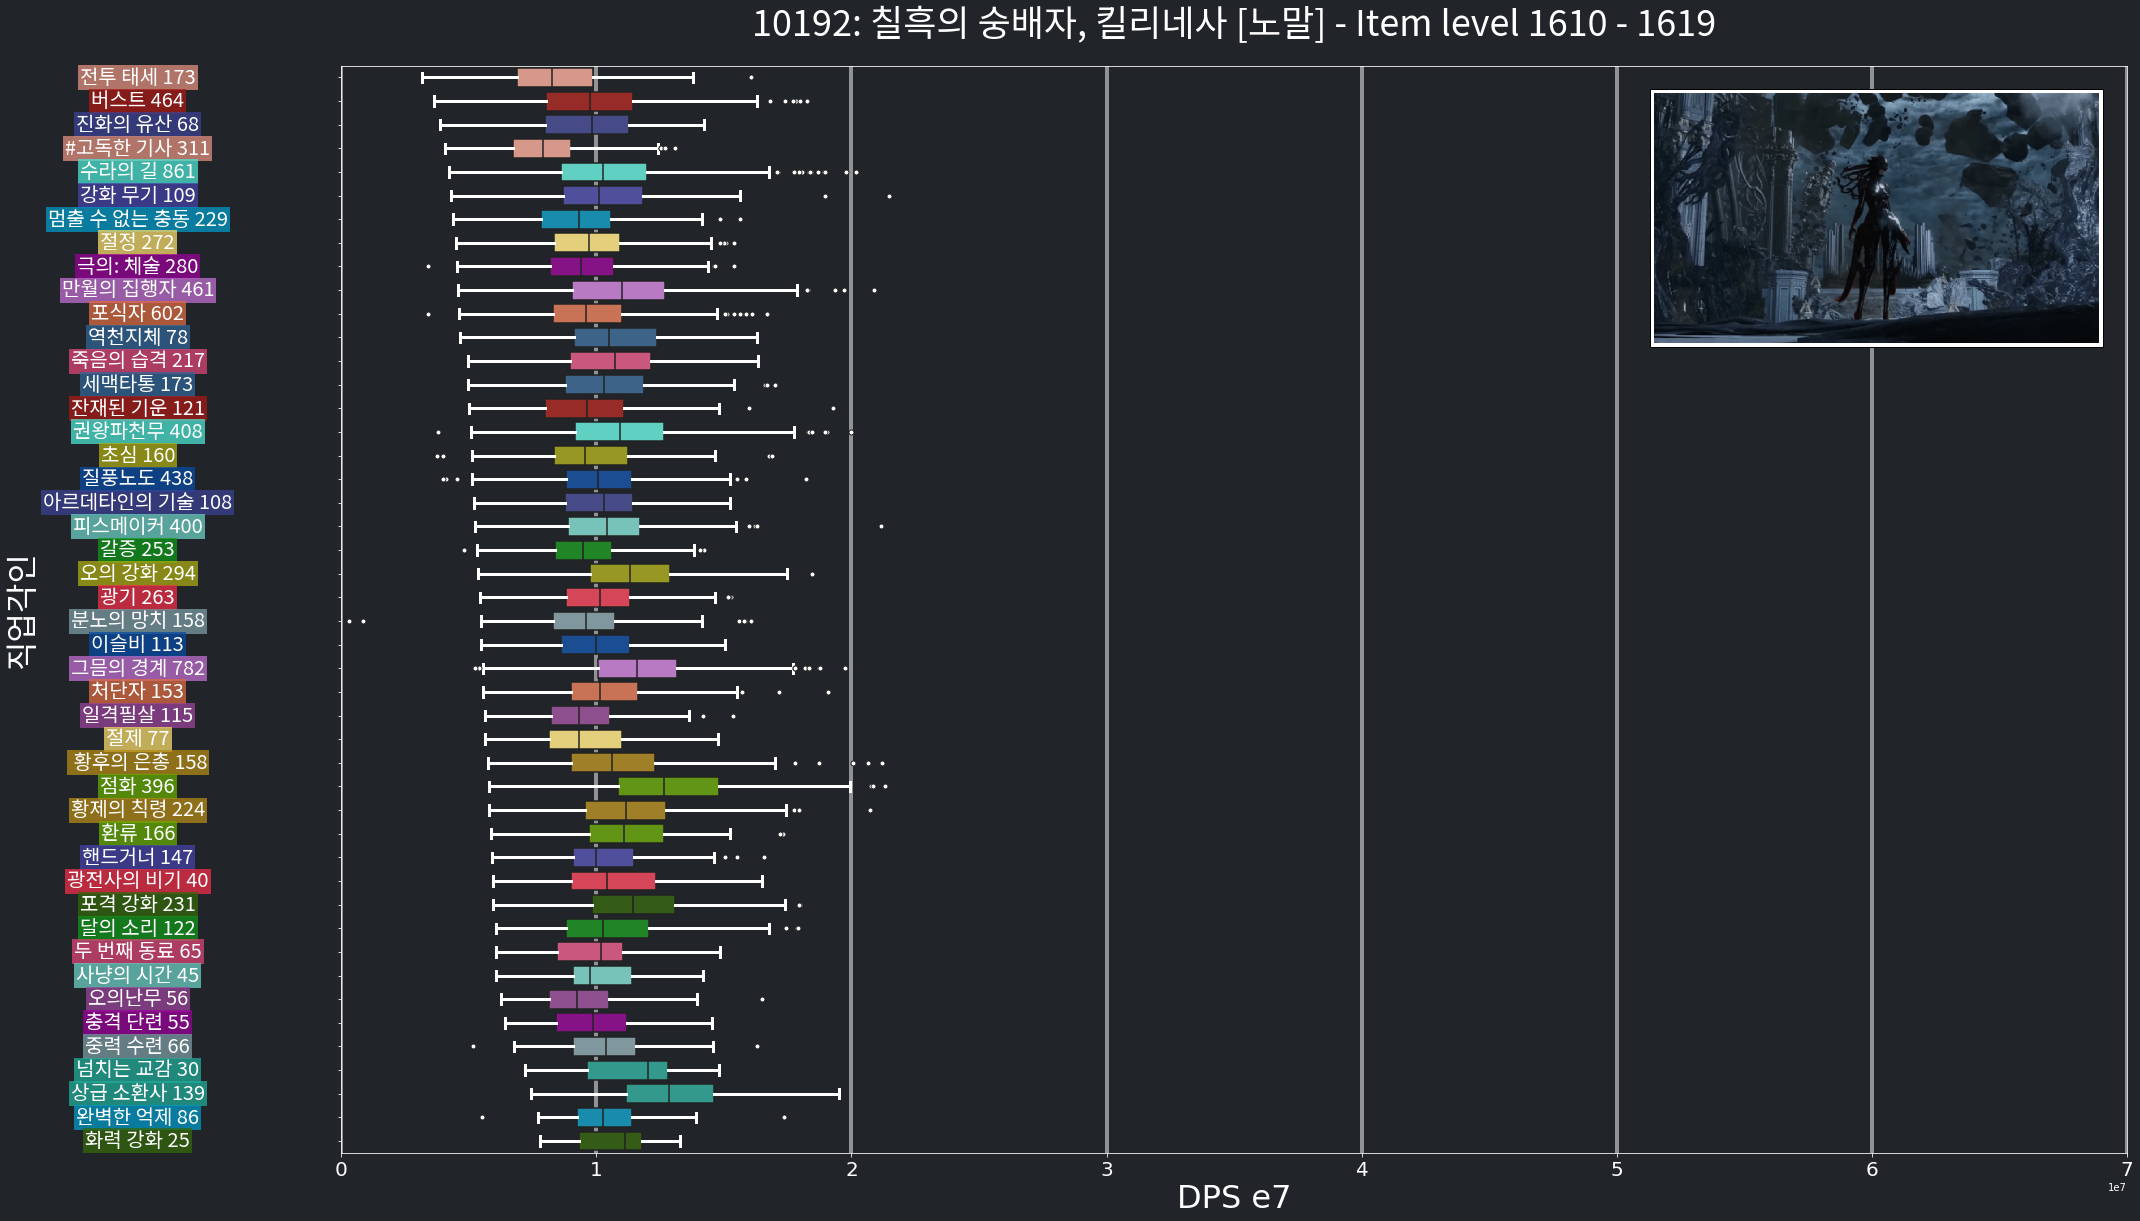 10192: 칠흑의 숭배자, 킬리네사 [노말] - Item level 1610 - 1619
전투 태세 173
버스트 464
진화의 유산 68
#고독한 기사 311
수라의 길 861
강화 무기 109
멈출 수 없는 충동 229
절정 272
극의: 체술 280
만월의 집행자 461
포식자 602
역천지체 78
죽음의 습격 217
세맥타통 173
잔재된 기운 121
권왕파천무 408
초심 160
질풍노도 438
아르데타인의 기술 108
피스메이커 400
갈증 253
오의 강화 294
광기 263
분노의 망치 158
이슬비 113
그믐의 경계 782
처단자 153
일격필살 115
절제 77
황후의 은총 158
점화 396
황제의 칙령 224
환류 166
핸드거너 147
광전사의 비기 40
포격 강화 231
달의 소리 122
두 번째 동료 65
사냥의 시간 45
오의난무 56
충격 단련 55
중력 수련 66
넘치는 교감 30
상급 소환사 139
완벽한 억제 86
화력 강화 25
직업각인
0 1 2 3 4 5 6 7
1e7
DPS e7